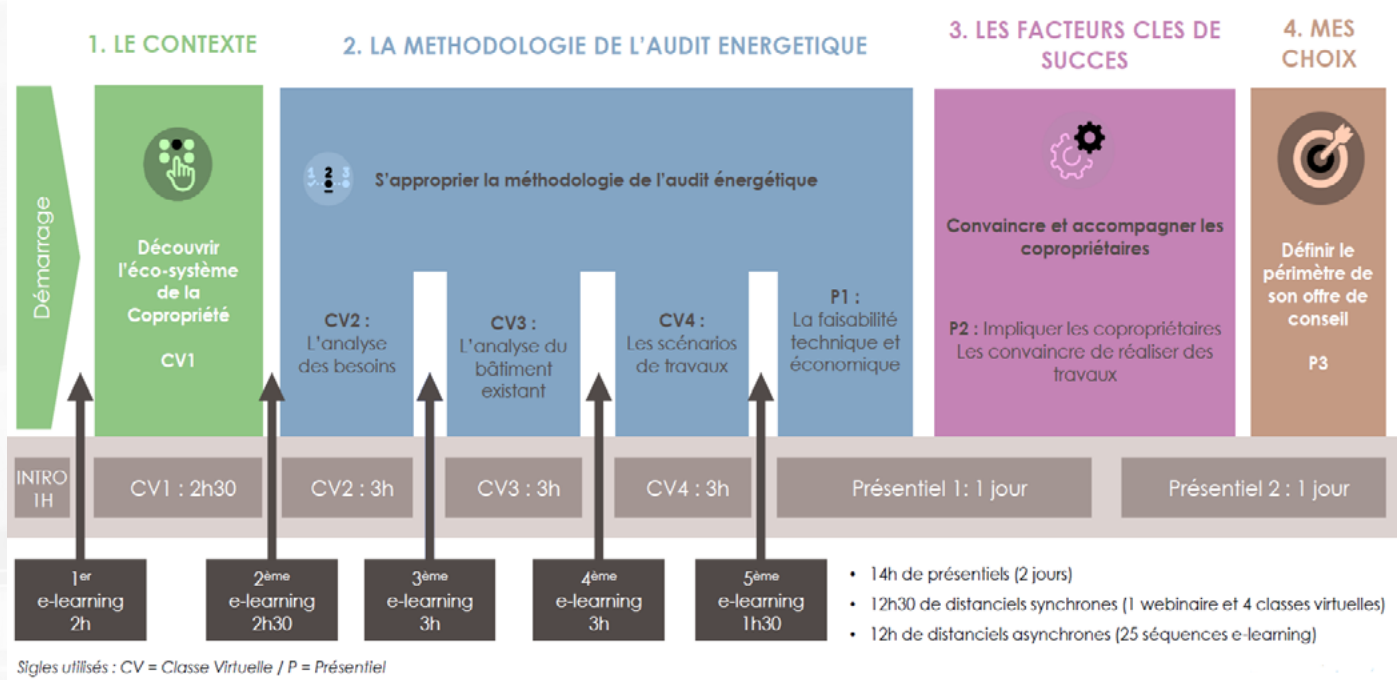 1. LE CONTEXTE
2. LA METHODOLOGIE DE L'AUDIT ENERGETIQUE
3. LES FACTEURS CLES DE
SUCCES
4. MES
CHOIX
Démarrage
Découvrir
l'éco-système
de la
Copropriété
CV1
1 2 3
S'approprier la méthodologie de l'audit énergétique
CV2 :
L'analyse
des besoins
CV3 :
L'analyse du
bâtiment
existant
CV4 :
Les scénarios
de travaux
P1 :
La faisabilité
technique et
économique
Convaincre et accompagner les
copropriétaires
P2 : Impliquer les copropriétaires
Les convaincre de réaliser des
travaux
Définir le
périmètre de
son offre de
conseil
P3
INTRO
1H
CV1 : 2h30
CV2 : 3h
CV3 : 3h
CV4 : 3h
Présentiel 1: 1 jour
Présentiel 2 : 1 jour
1er
e-learning
2h
2ème
e-learning
2h30
3ème
e-learning
3h
4ème
e-learning
3h
5ème
e-learning
1h30
• 14h de présentiels (2 jours)
• 12h30 de distanciels synchrones (1 webinaire et 4 classes virtuelles)
• 12h de distanciels asynchrones (25 séquences e-learning)
Sigles utilisés : CV = Classe Virtuelle / P = Présentiel